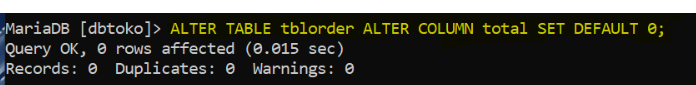 MariaDB [dbtoko]> ALTER TABLE tblorder ALTER COLUMN total SET DEFAULT 0;
Query OK, 0 rows affected (0.015 sec)
Records: 0  Duplicates: 0  Warnings: 0